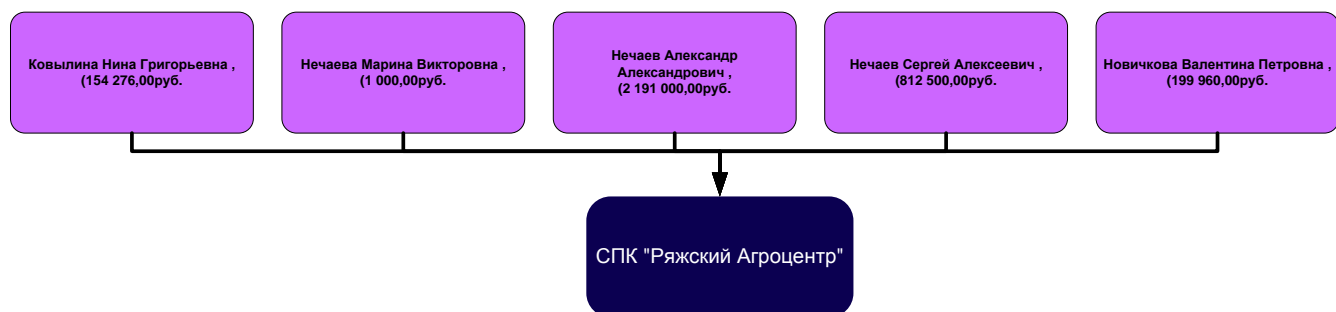 Ковылина Нина Григорьевна ,
(154 276,00руб.
Нечаева Марина Викторовна ,
(1 000,00руб.
Нечаев Александр
Александрович ,
(2 191 000,00руб.
Нечаев Сергей Алексеевич ,
(812 500,00руб.
Новичкова Валентина Петровна ,
(199 960,00руб.
СПК "Ряжский Агроцентр"